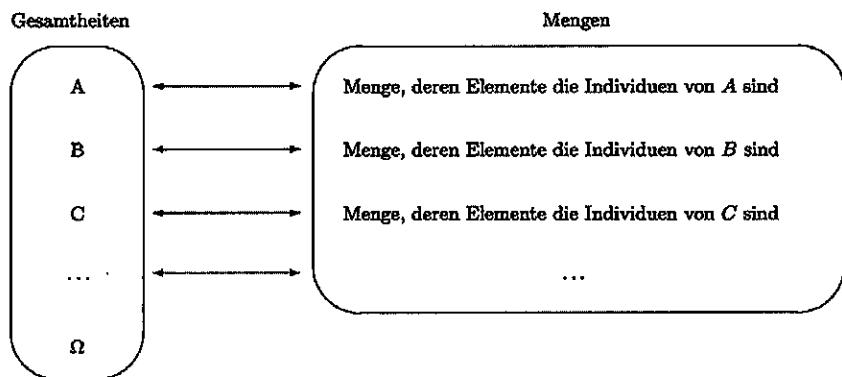 Gesamtheiten Mengen
A Menge, deren Elemente die Individuen von A sind
B Menge, deren Elemente die Individuen von B sind
C Menge, deren Elemente die Individuen von C sind
... ...
Ω